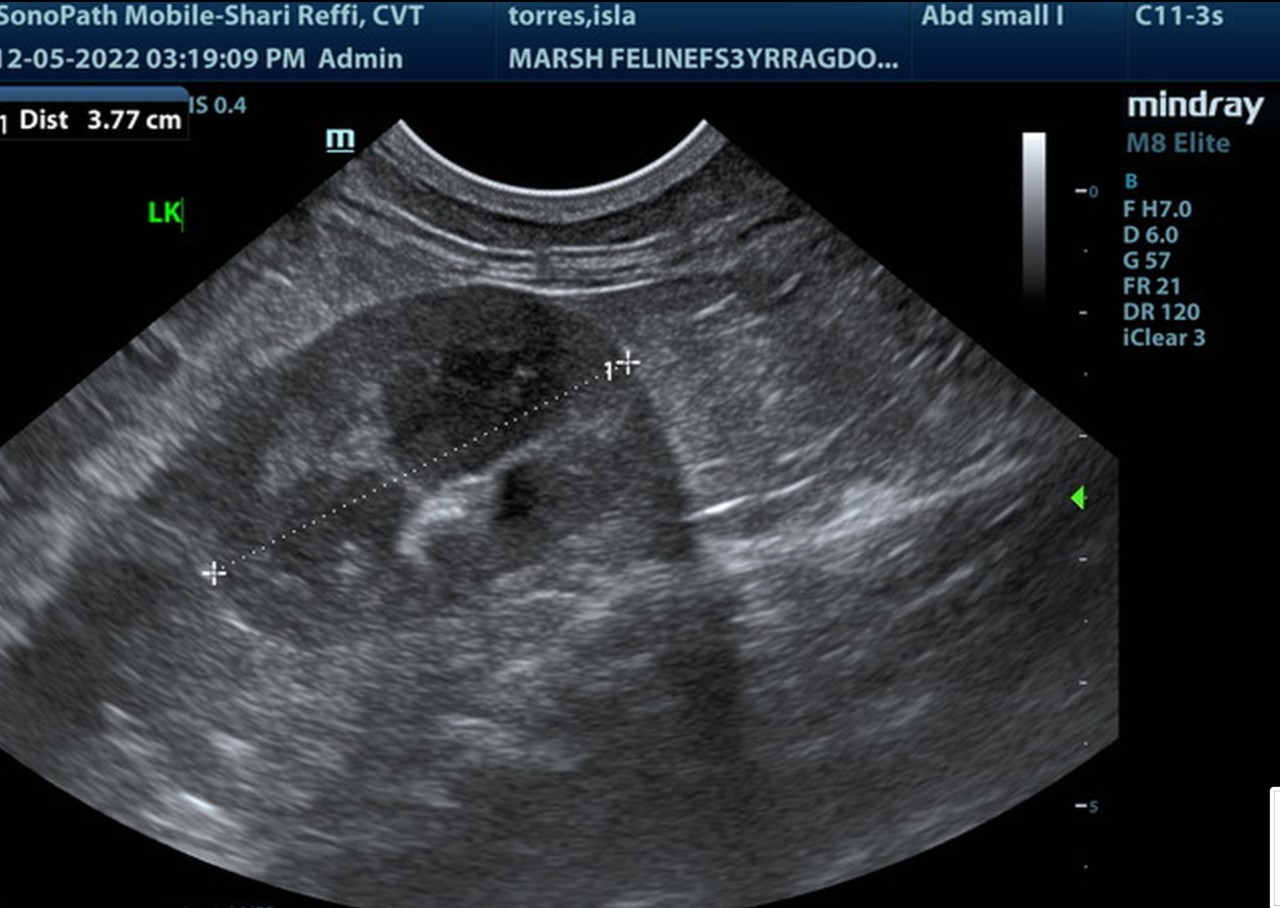 SonoPath Mobile-Shari Reffi, CVT torres,isla Abd small I C11-3s
12-05-2022 03:19:09 PM Admin MARSH FELINEFS3YRRAGDO...
IS 0.4
1 Dist 3.77 cm
m
mindray
M8 Elite
LK
B
F H7.0
D 6.0
G 57
FR 21
DR 120
iClear 3
0
1
5